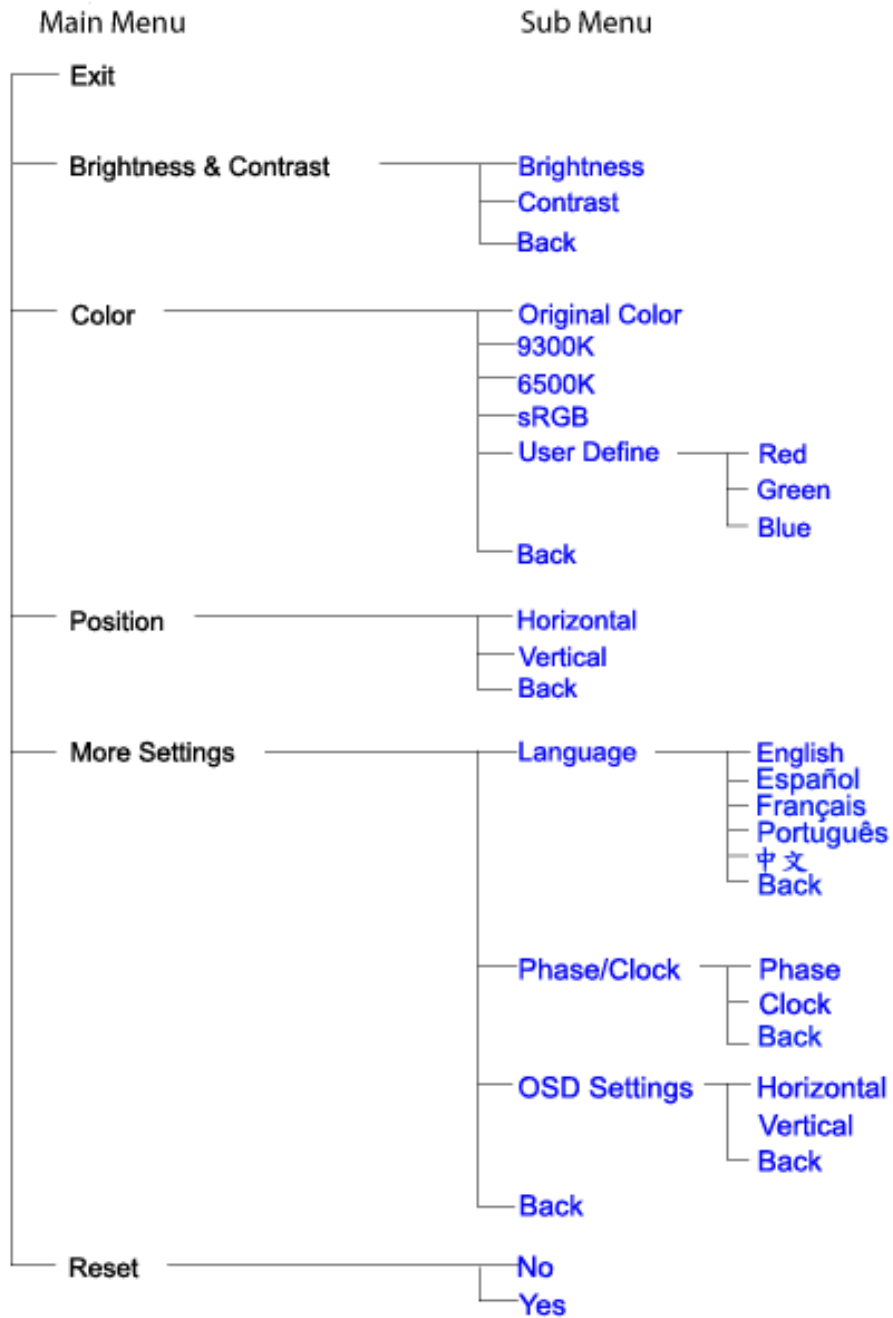 Main Menu Sub Menu
Exit
Brightness & Contrast Brightness
Contrast
Back
Color Original Color
9300K
6500K
sRGB
User Define Red
Green
Blue
Back
Position Horizontal
Vertical
Back
More Settings Language English
Español
Français
Português
中文
Back
Phase/Clock Phase
Clock
Back
OSD Settings Horizontal
Vertical
Back
Back
Reset No
Yes